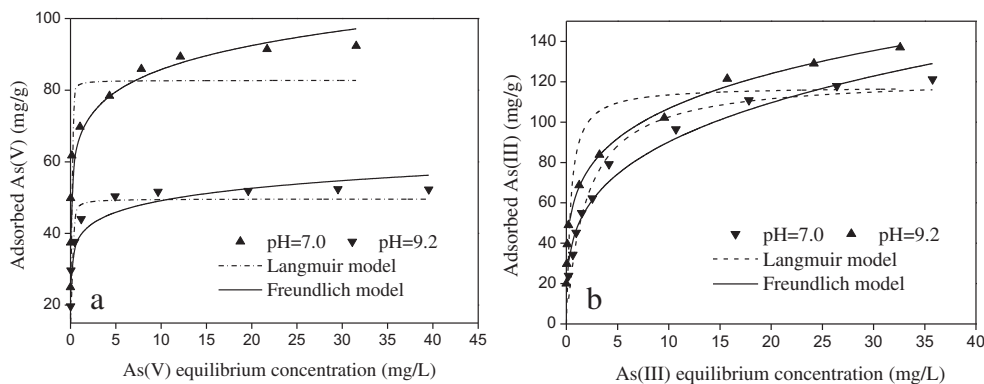 100
80
60
40
20
Adsorbed As(V) (mg/g)
a
pH=7.0 pH=9.2
Langmuir model
Freundlich model
0 5 10 15 20 25 30 35 40 45
As(V) equilibrium concentration (mg/L)
140
120
100
80
60
40
20
0
Adsorbed As(III) (mg/g)
b
pH=7.0 pH=9.2
Langmuir model
Freundlich model
0 5 10 15 20 25 30 35 40
As(III) equilibrium concentration (mg/L)